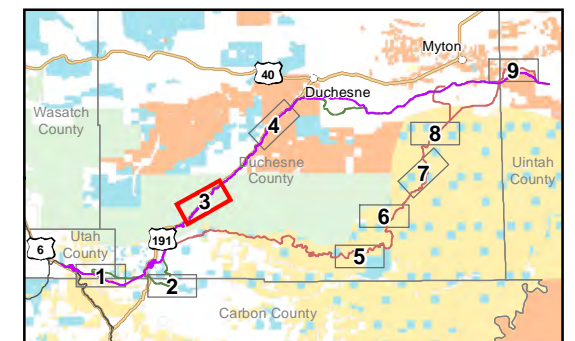 Myton
40
9
Duchesne
Wasatch
County
4
8
Duchesne
County
7
Uintah
County
3
6
191
6
Utah
County
5
1
2
Carbon County